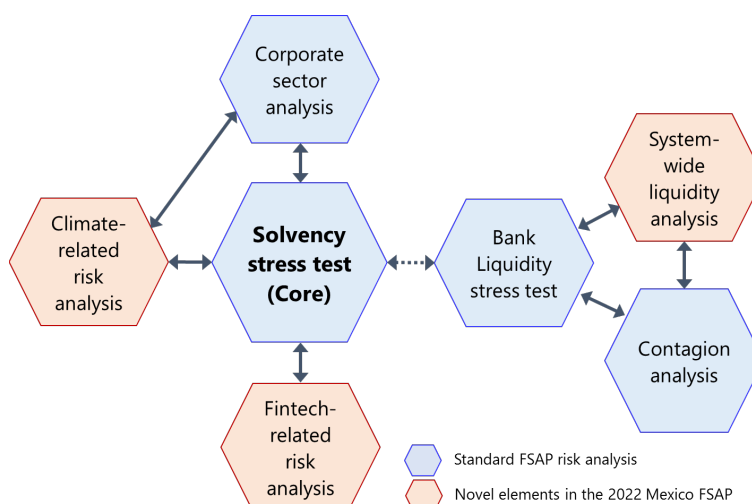 Corporate
sector
analysis
System-
wide
liquidity
analysis
Climate-
related
risk
analysis
Solvency
stress test
(Core)
Bank
Liquidity
stress test
Contagion
analysis
Fintech-
related
risk
analysis
Standard FSAP risk analysis
Novel elements in the 2022 Mexico FSAP